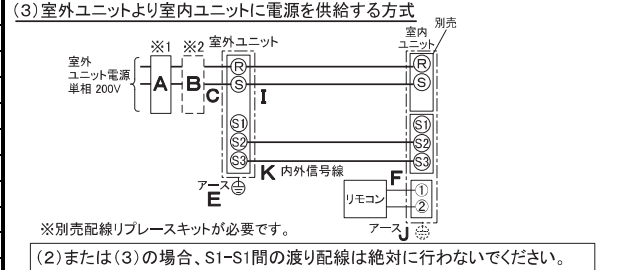 (3)室外ユニットより室内ユニットに電源を供給する方式
別売
※1 ※2 室外ユニット
室内
ユニット
室外
ユニット電源
単相 200V
A B C
R
S
I
R
S
S1
S2
S3
S1
S2
S3
K 内外信号線
アース
E
リモコン
F
①
②
アース J
※別売配線リプレースキットが必要です。
(2)または(3)の場合、S1-S1間の渡り配線は絶対に行わないでください。